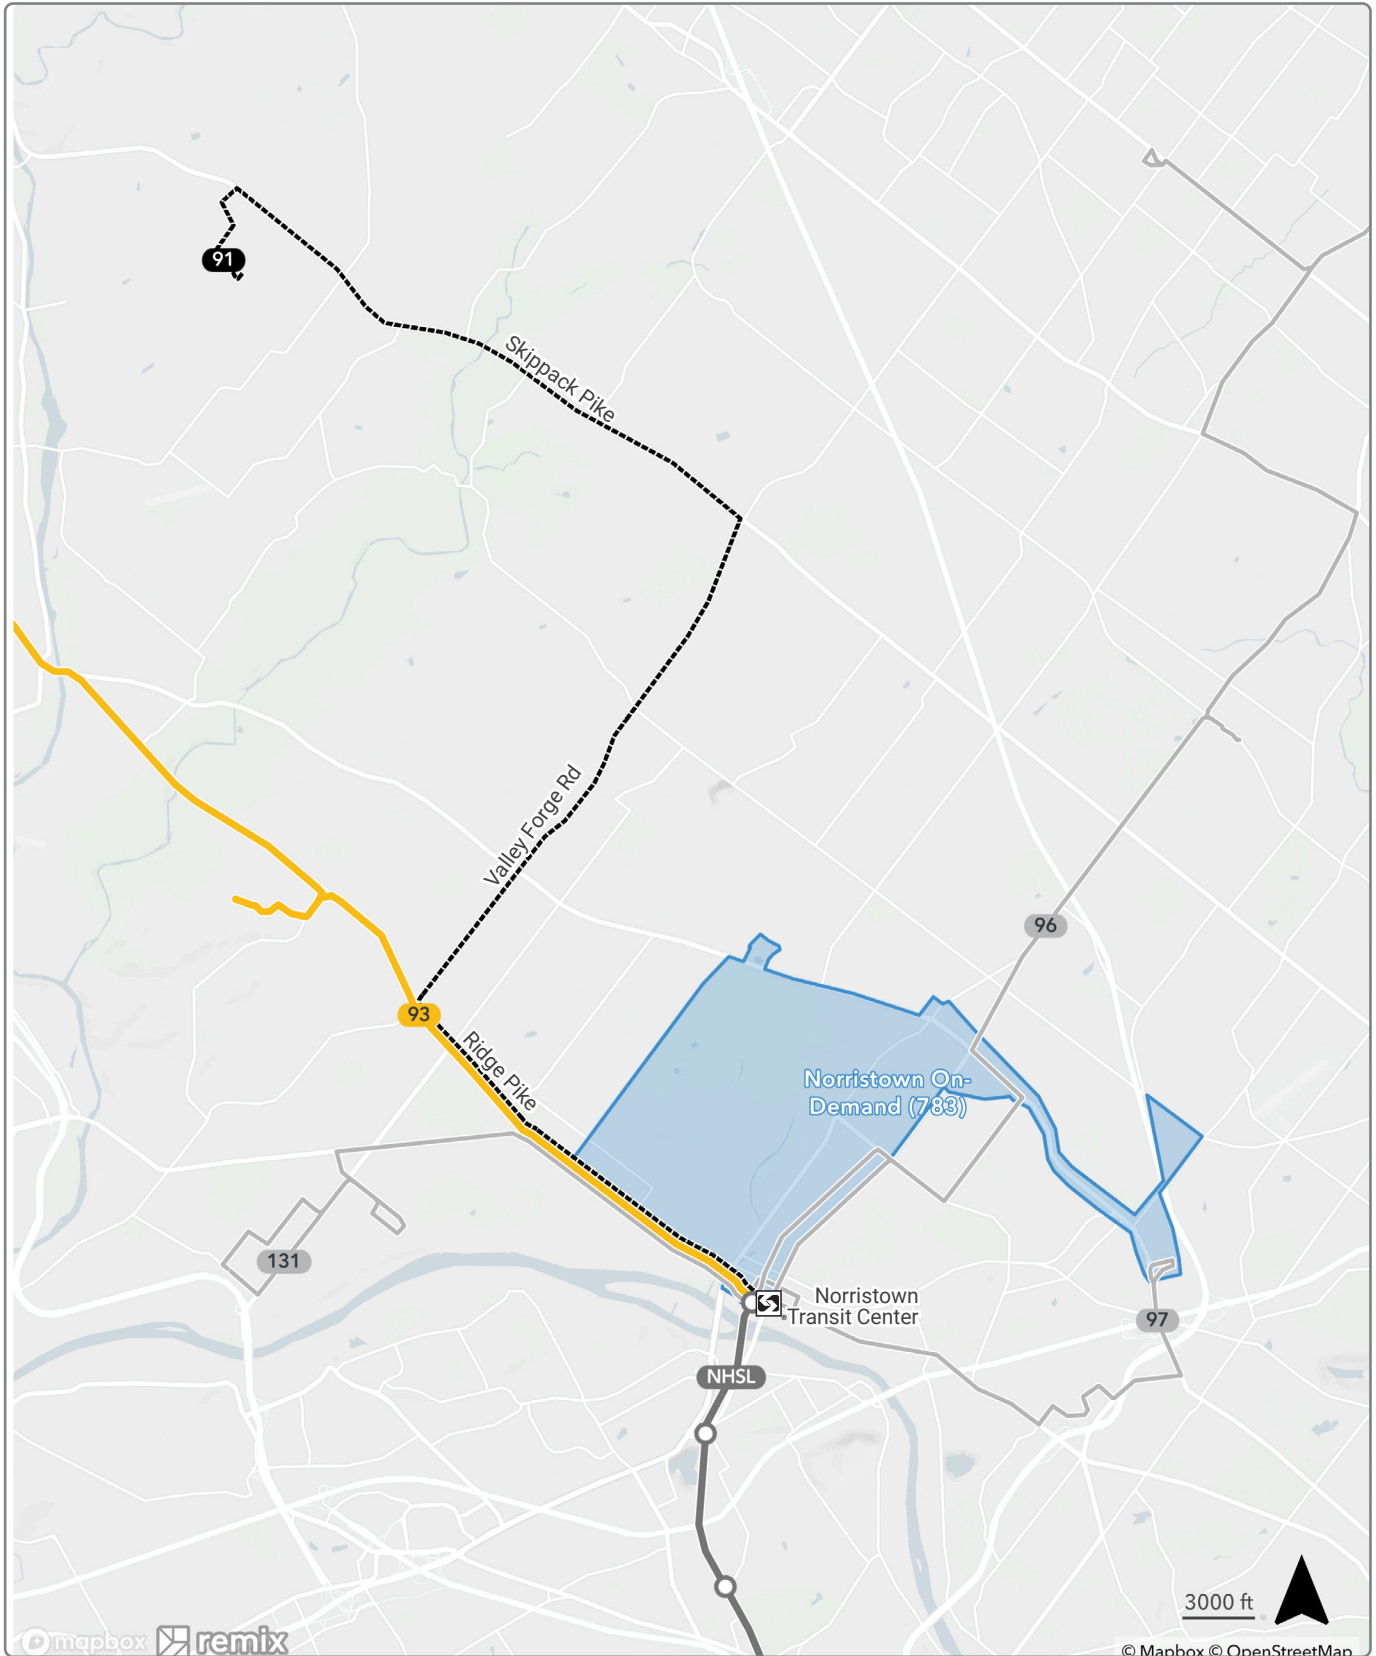 91
Skippack Pike
Valley Forge Rd
96
93
Ridge Pike
Norristown On-
Demand (783)
131
Norristown
Transit Center
97
NHSL
3000 ft
mapbox remix
© Mapbox © OpenStreetMap